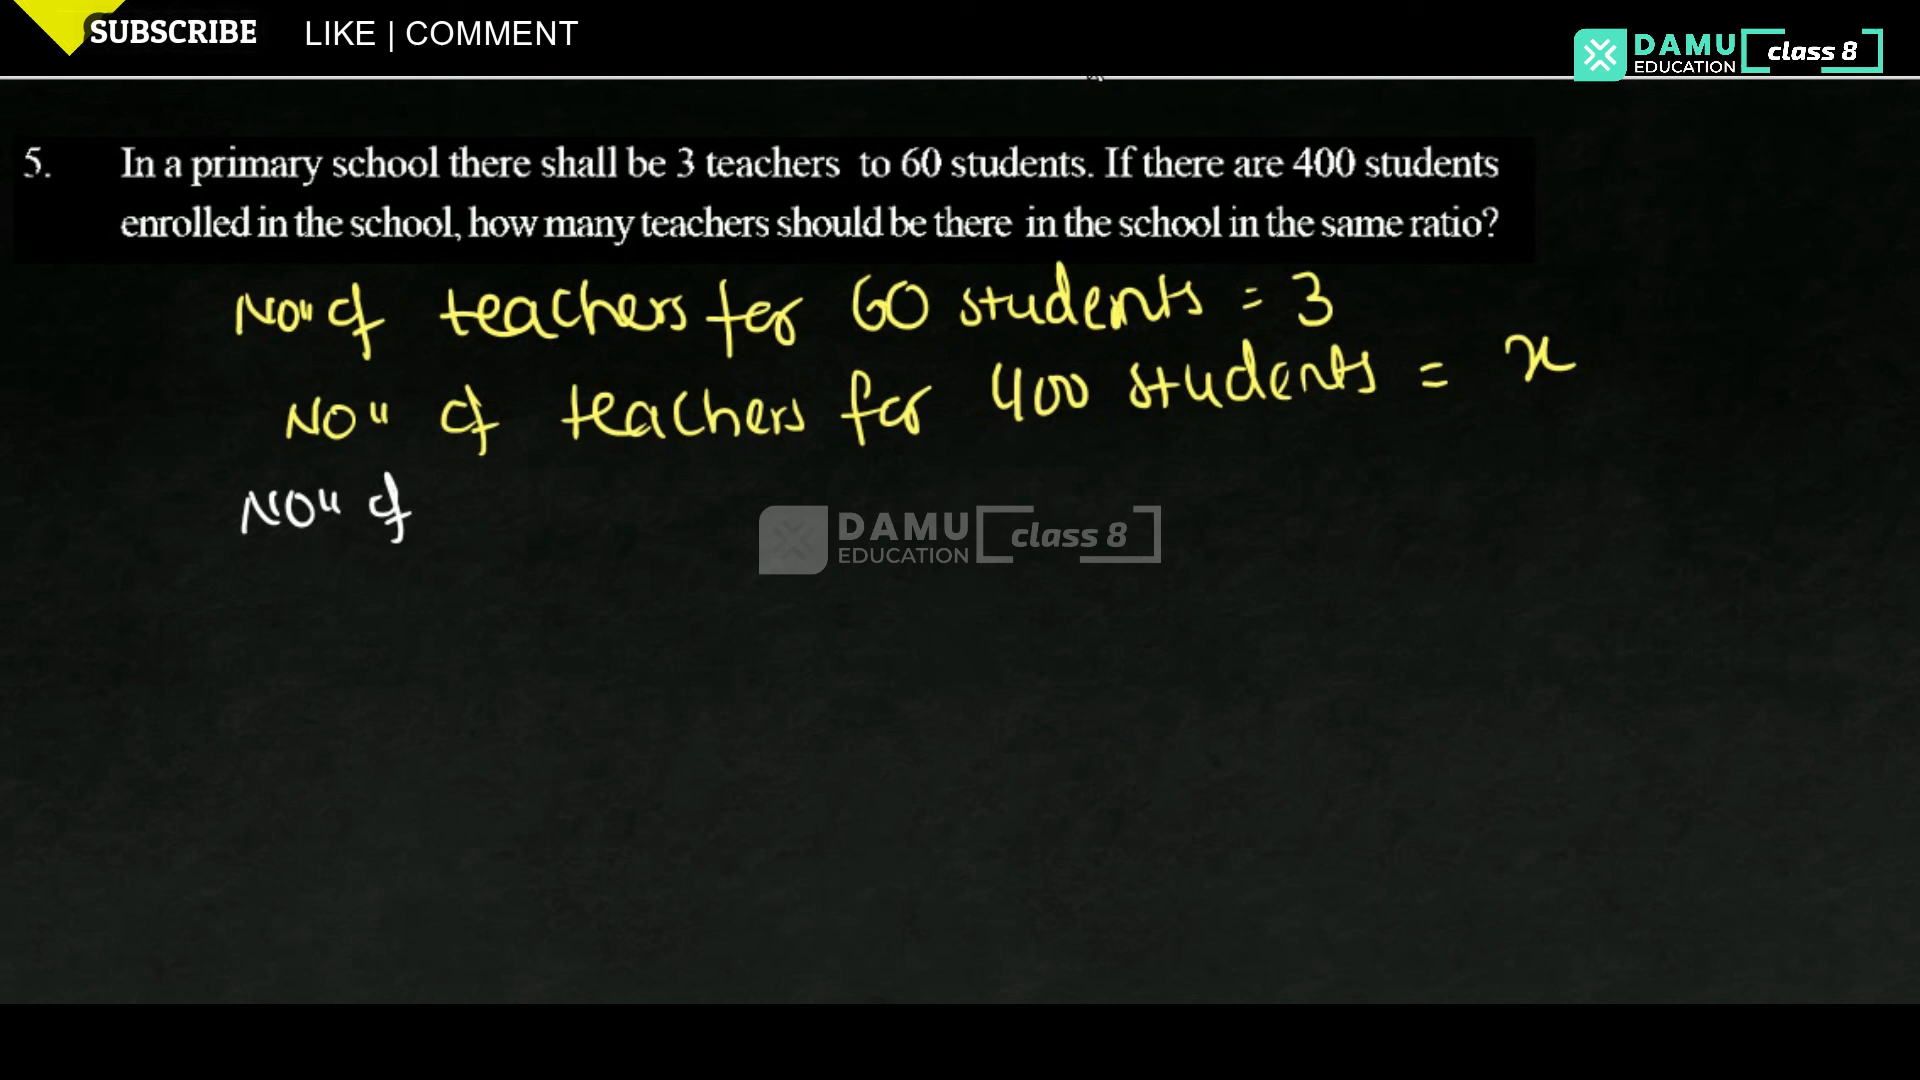 SUBSCRIBE LIKE | COMMENT
DAMU EDUCATION class 8
5. In a primary school there shall be 3 teachers to 60 students. If there are 400 students
enrolled in the school, how many teachers should be there in the school in the same ratio?
No" of teachers for 60 students = 3
No" of teachers for 400 students = x
No" of
DAMU EDUCATION class 8